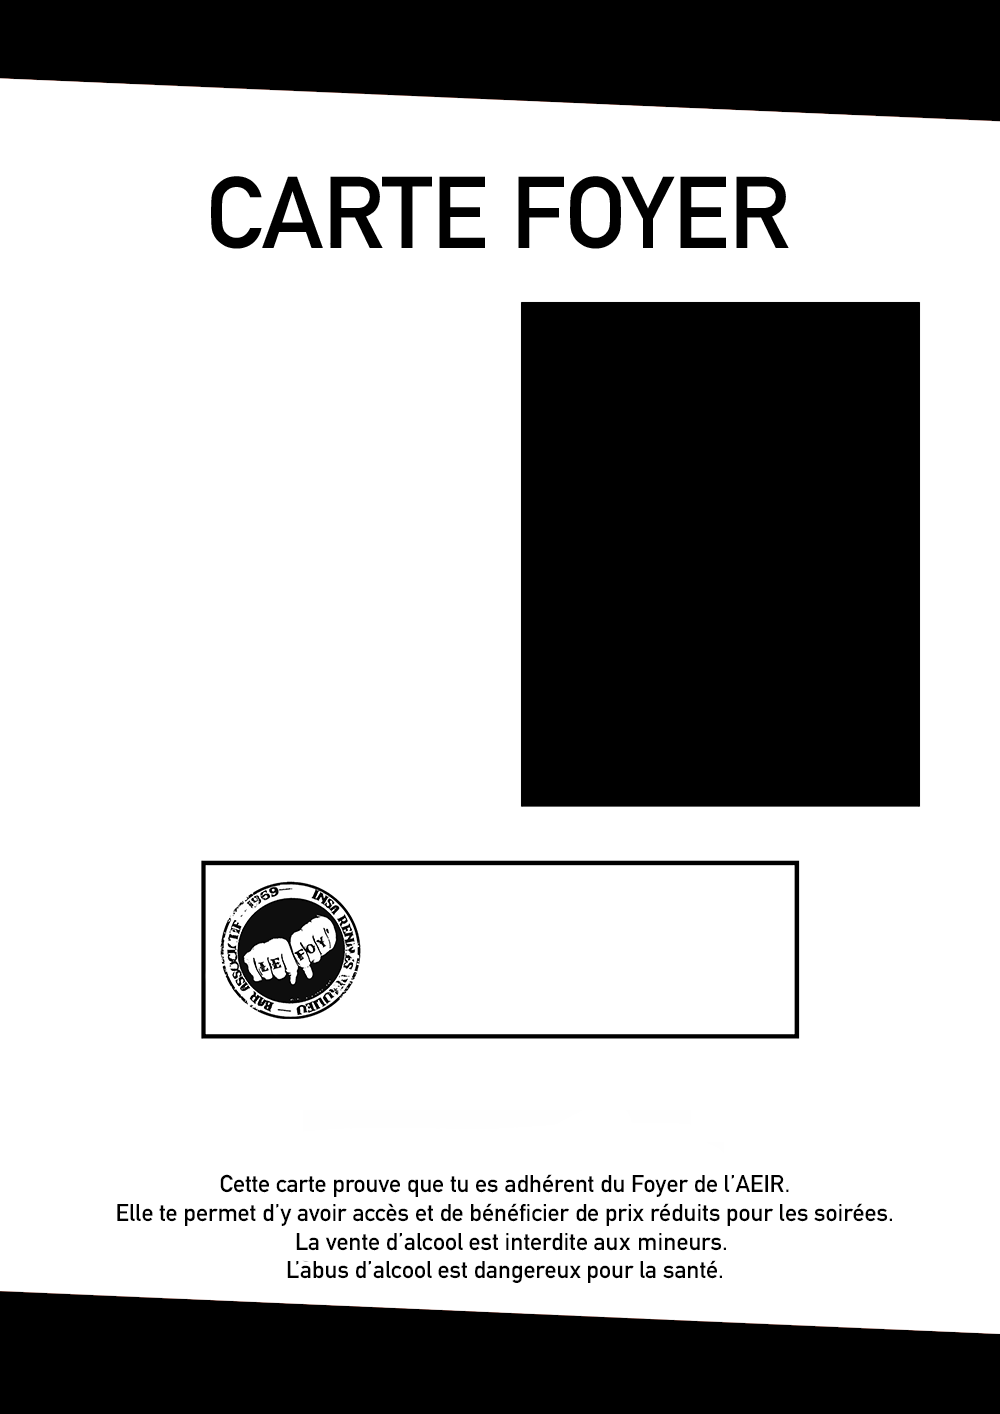 CARTE FOYER
BAR ASSOCIATIF - 1969 — INSA RENNES BEAULIEU —
LE FOY'
Cette carte prouve que tu es adhérent du Foyer de l'AEIR.
Elle te permet d'y avoir accès et de bénéficier de prix réduits pour les soirées.
La vente d'alcool est interdite aux mineurs.
L'abus d'alcool est dangereux pour la santé.